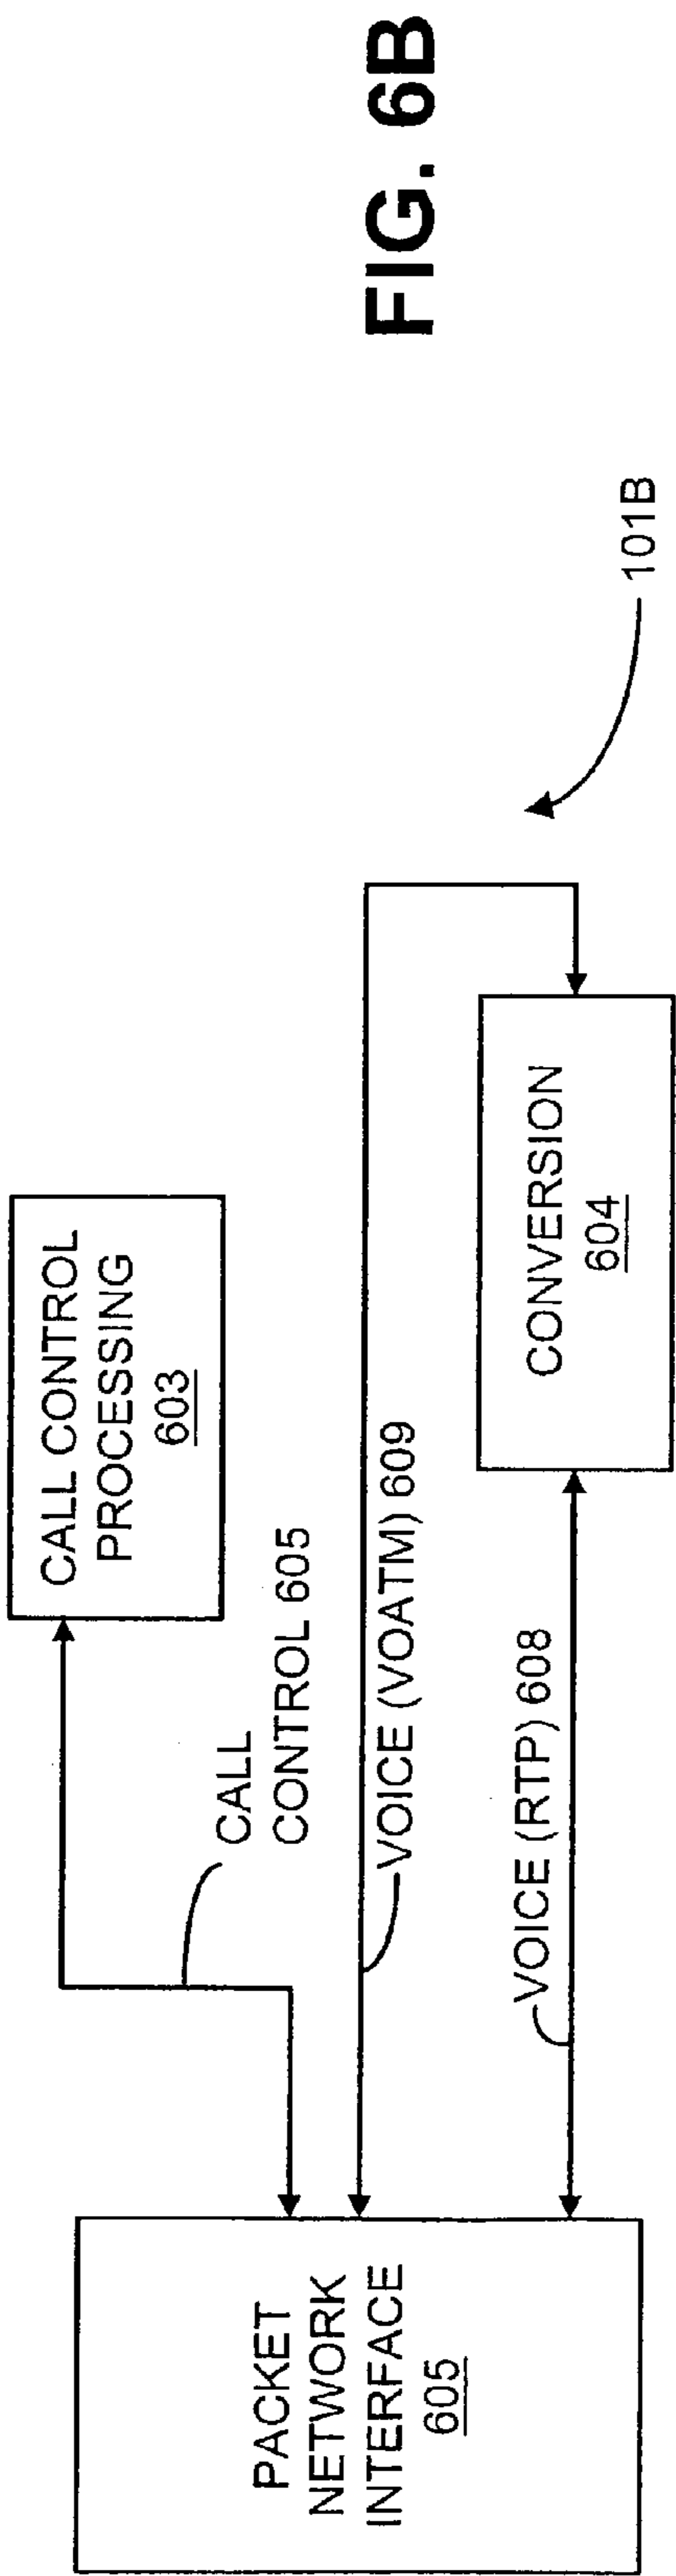 CALL CONTROL
PROCESSING
603
CALL
CONTROL 605
PACKET
NETWORK
INTERFACE
605
VOICE (VOATM) 609
VOICE (RTP) 608
CONVERSION
604
101B
FIG. 6B